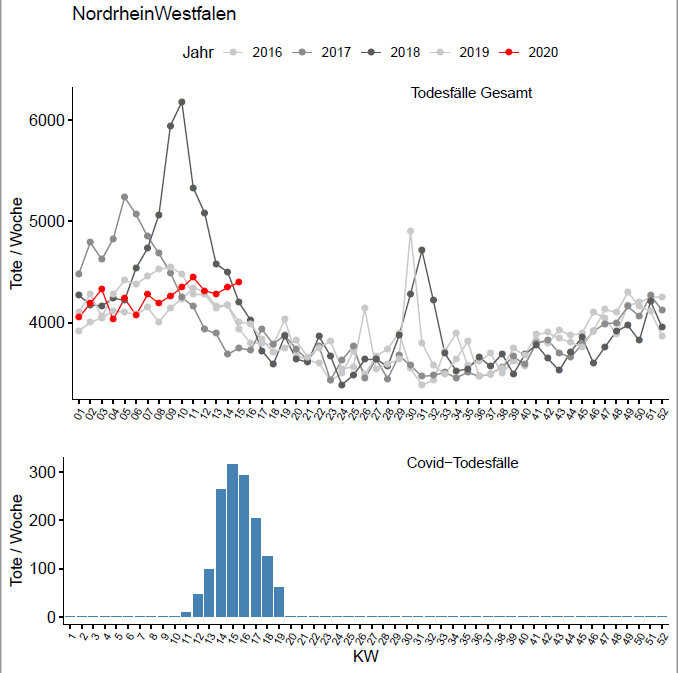 NordrheinWestfalen
Jahr 2016 2017 2018 2019 2020
Todesfälle Gesamt
Tote / Woche
6000
5000
4000
01 02 03 04 05 06 07 08 09 10 11 12 13 14 15 16 17 18 19 20 21 22 23 24 25 26 27 28 29 30 31 32 33 34 35 36 37 38 39 40 41 42 43 44 45 46 47 48 49 50 51 52
Covid−Todesfälle
Tote / Woche
300
200
100
0
1 2 3 4 5 6 7 8 9 10 11 12 13 14 15 16 17 18 19 20 21 22 23 24 25 26 27 28 29 30 31 32 33 34 35 36 37 38 39 40 41 42 43 44 45 46 47 48 49 50 51 52
KW